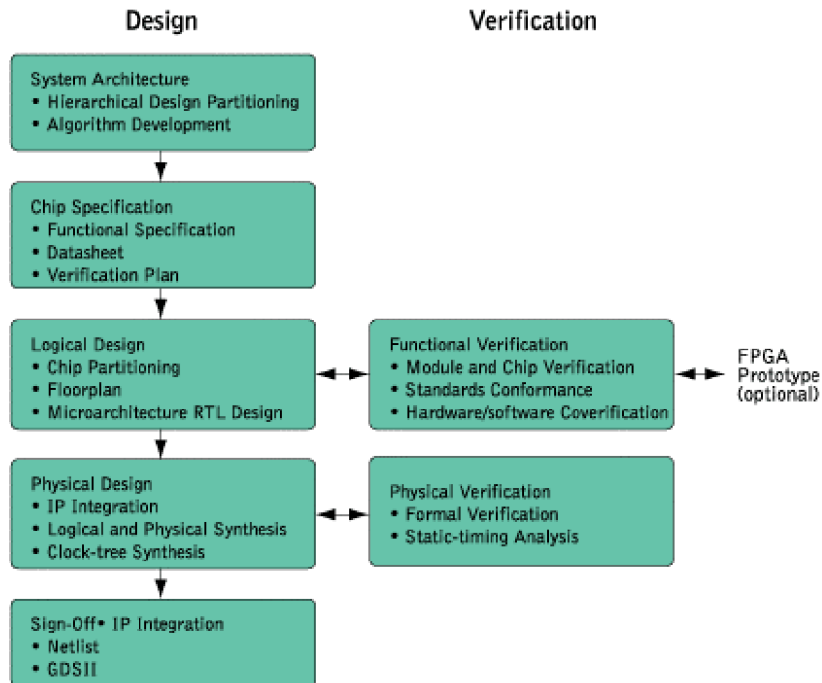 Design
Verification
System Architecture
• Hierarchical Design Partitioning
• Algorithm Development
Chip Specification
• Functional Specification
• Datasheet
• Verification Plan
Logical Design
• Chip Partitioning
• Floorplan
• Microarchitecture RTL Design
Functional Verification
• Module and Chip Verification
• Standards Conformance
• Hardware/software Coverification
FPGA
Prototype
(optional)
Physical Design
• IP Integration
• Logical and Physical Synthesis
• Clock-tree Synthesis
Physical Verification
• Formal Verification
• Static-timing Analysis
Sign-Off• IP Integration
• Netlist
• GDSII